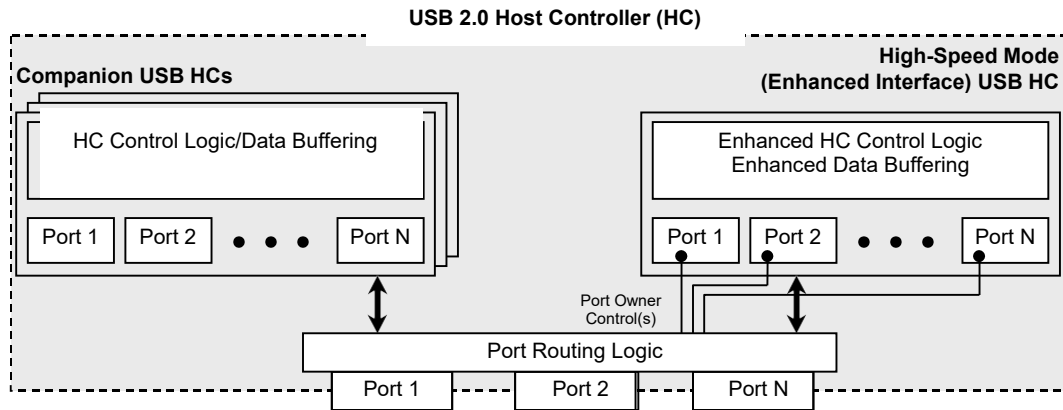 USB 2.0 Host Controller (HC)
Companion USB HCs
High-Speed Mode
(Enhanced Interface) USB HC
HC Control Logic/Data Buffering
Enhanced HC Control Logic
Enhanced Data Buffering
Port 1
Port 2
Port N
Port 1
Port 2
Port N
Port Owner
Control(s)
Port Routing Logic
Port 1
Port 2
Port N